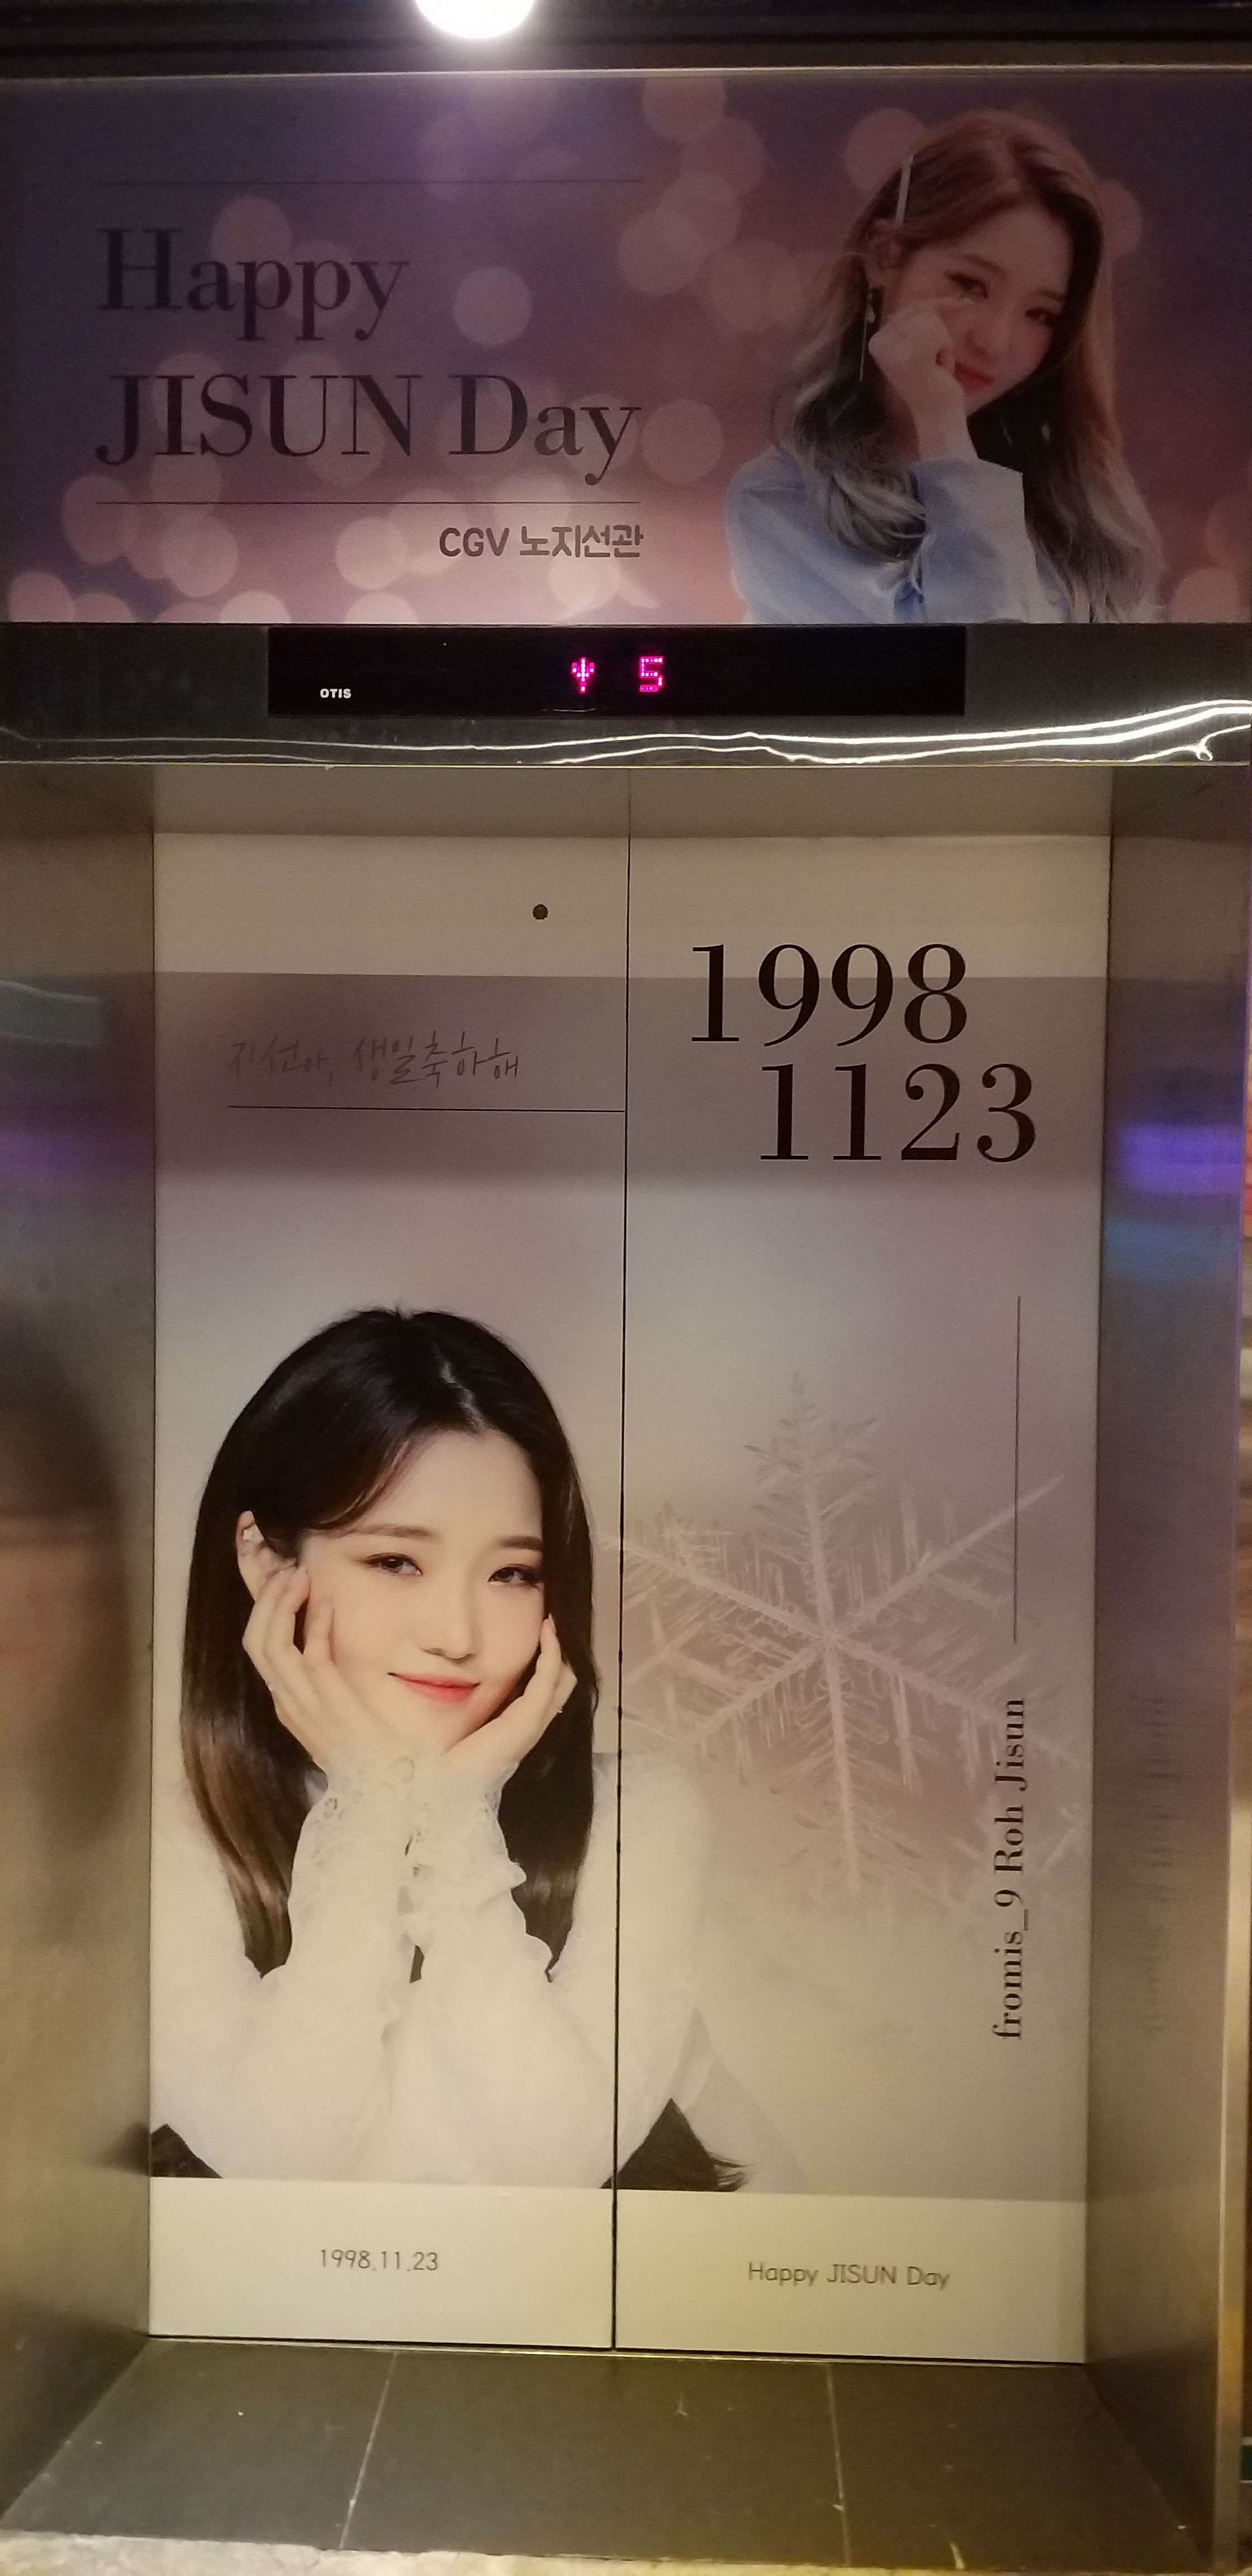 Happy
JISUN Day
CGV 노지선관
OTIS
5
1998
1123
지선아, 생일축하해
fromis_9 Roh Jisun
1998.11.23
Happy JISUN Day